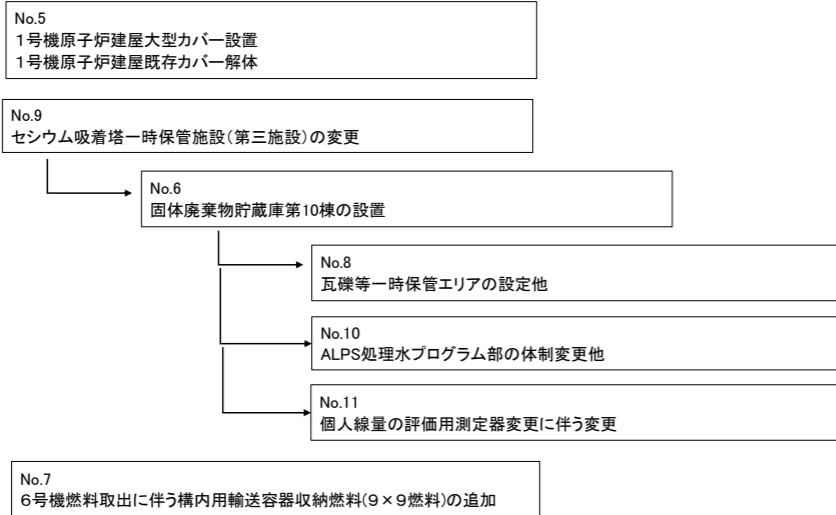 No.5
１号機原子炉建屋大型カバー設置
１号機原子炉建屋既存カバー解体
No.9
セシウム吸着塔一時保管施設（第三施設）の変更
No.6
固体廃棄物貯蔵庫第10棟の設置
No.8
瓦礫等一時保管エリアの設定他
No.10
ALPS処理水プログラム部の体制変更他
No.11
個人線量の評価用測定器変更に伴う変更
No.7
６号機燃料取出に伴う構内用輸送容器収納燃料(９×９燃料)の追加